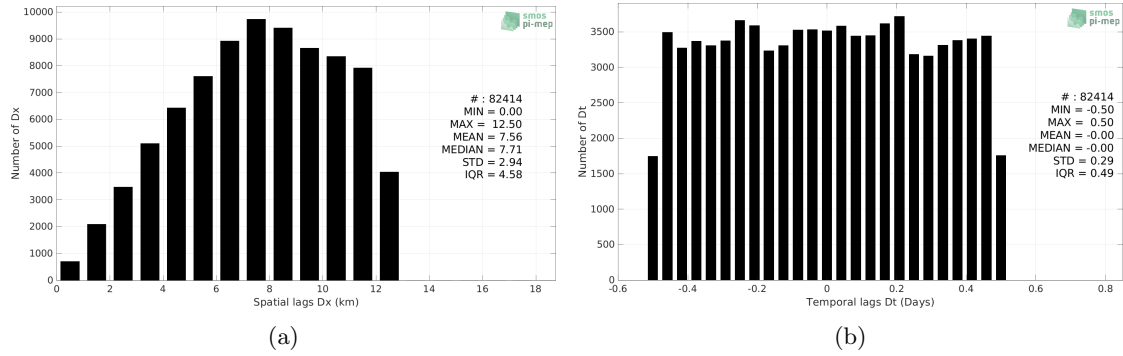 10000
9000
8000
7000
6000
5000
4000
3000
2000
1000
0
Number of Dx
smos
pi-mep
# : 82414
MIN = 0.00
MAX = 12.50
MEAN = 7.56
MEDIAN = 7.71
STD = 2.94
IQR = 4.58
0 2 4 6 8 10 12 14 16 18
Spatial lags Dx (km)
(a)
3500
3000
2500
2000
1500
1000
500
0
Number of Dt
smos
pi-mep
# : 82414
MIN = -0.50
MAX = 0.50
MEAN = -0.00
MEDIAN = -0.00
STD = 0.29
IQR = 0.49
-0.6 -0.4 -0.2 0 0.2 0.4 0.6 0.8
Temporal lags Dt (Days)
(b)